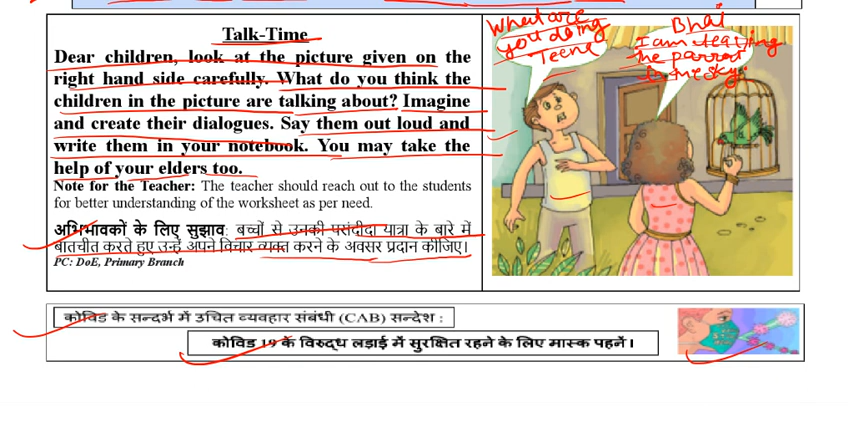 Talk-Time
Dear children, look at the picture given on the
right hand side carefully. What do you think the
children in the picture are talking about? Imagine
and create their dialogues. Say them out loud and
write them in your notebook. You may take the
help of your elders too.
Note for the Teacher: The teacher should reach out to the students
for better understanding of the worksheet as per need.
अभिभावकों के लिए सुझाव: बच्चों से उनकी पसंदीदा यात्रा के बारे में
बातचीत करते हुए उन्हें अपने विचार व्यक्त करने के अवसर प्रदान कीजिए।
PC: DoE, Primary Branch
What are
you doing
Teena
Bhai
I am leaving
the parrod
in the sky.
कोविड के सन्दर्भ में उचित व्यवहार संबंधी (CAB) सन्देश :
कोविड 19 के विरुद्ध लड़ाई में सुरक्षित रहने के लिए मास्क पहनें।